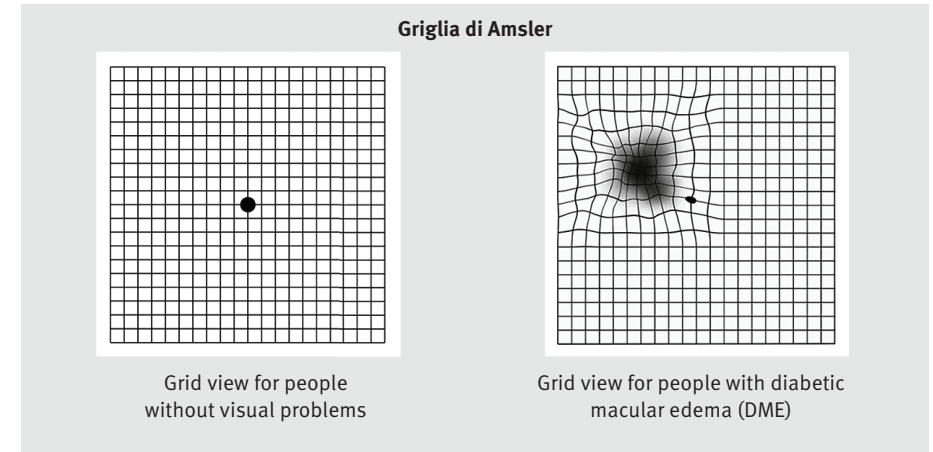 Griglia di Amsler
Grid view for people
without visual problems
Grid view for people with diabetic
macular edema (DME)